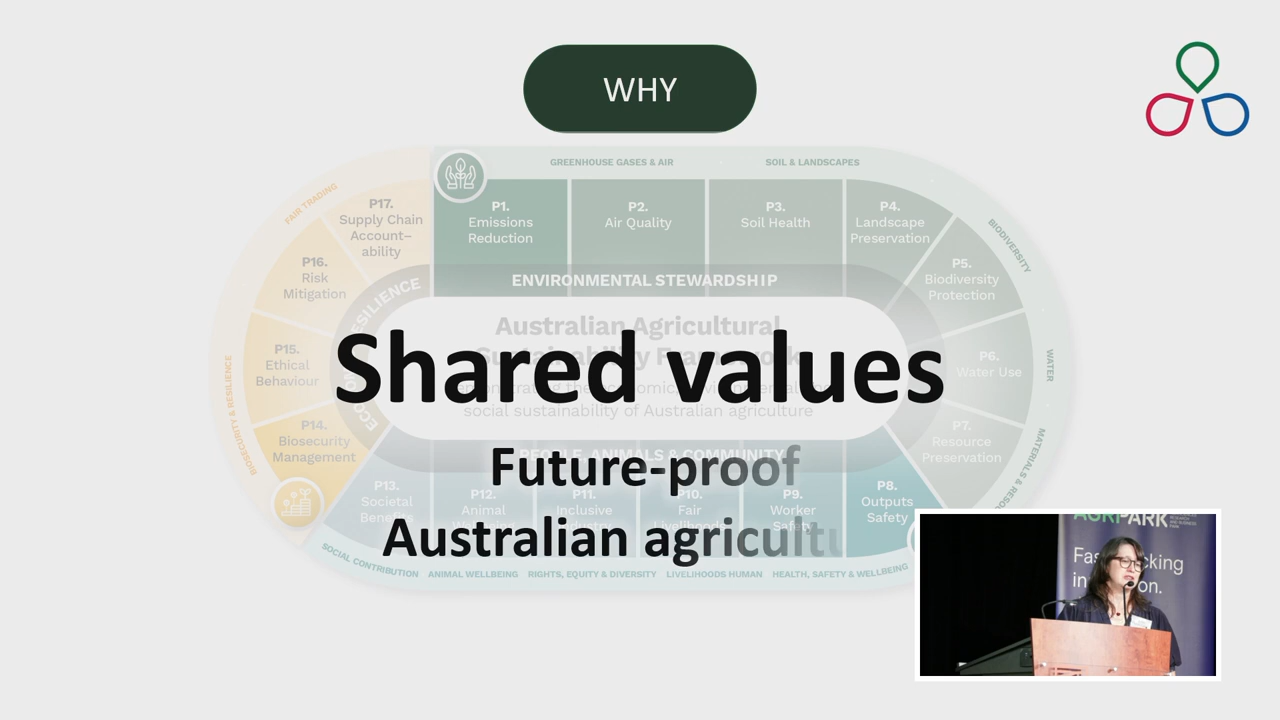 WHY
GREENHOUSE GASES & AIR
SOIL & LANDSCAPES
BIODIVERSITY
WATER
FAIR TRADING
BIOSECURITY & RESILIENCE
P17.
Supply Chain
Account–
ability
P1.
Emissions
Reduction
P2.
Air Quality
P3.
Soil Health
P4.
Landscape
Preservation
P16.
Risk
Mitigation
P5.
Biodiversity
Protection
RESILIENCE
ENVIRONMENTAL STEWARDSHIP
Australian Agricultural
Shared values
P15.
Ethical
Behaviour
P6.
Water Use
social sustainability of Australian agriculture
P14.
Biosecurity
Management
P7.
Resource
Preservation
PEOPLE, ANIMALS & COMMUNITY
Future-proof
Australian agricultu
P13.
Societal
Benefits
P12.
Animal
P11.
Inclusive
Industry
P10.
Fair
Livelihoods
P9.
Worker
Safety
P8.
Outputs
Safety
MATERIALS &
SOCIAL CONTRIBUTION
ANIMAL WELLBEING
RIGHTS, EQUITY & DIVERSITY
LIVELIHOODS HUMAN
HEALTH, SAFETY & WELLBEING
AGRIPARK